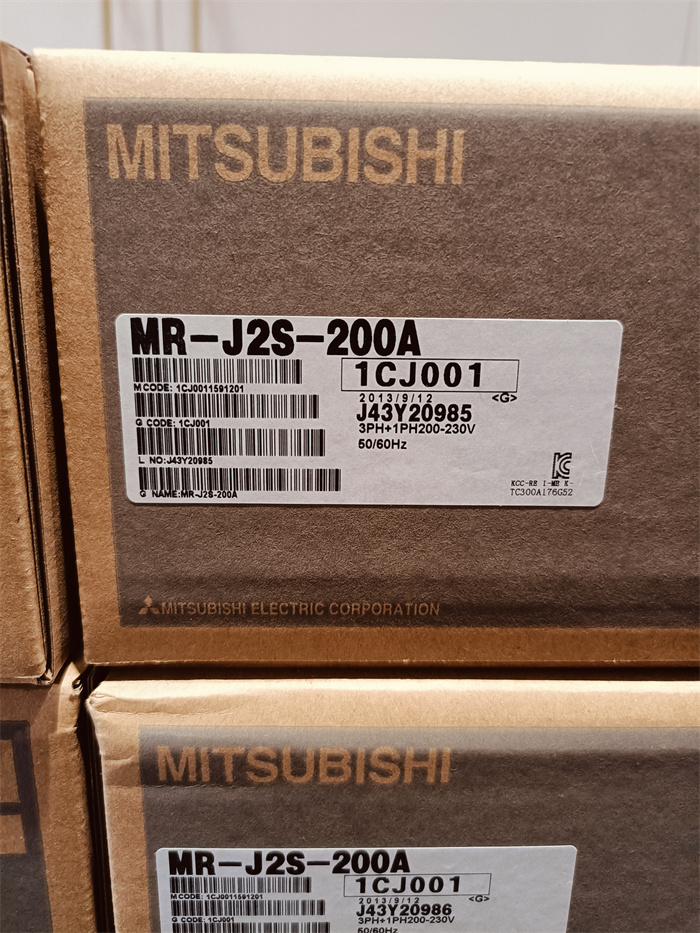 MITSUBISHI
MR-J2S-200A
1CJ001
M CODE: 1CJ0011591201
2013/9/12 <G>
J43Y20985
G CODE: 1CJ001
3PH+1PH200-230V
50/60Hz
L NO:J43Y20985
KCC-RE I-ME K-
TC300A176G52
G NAME:MR-J2S-200A
MITSUBISHI ELECTRIC CORPORATION
MITSUBISHI
MR-J2S-200A
1CJ001
M CODE: 1CJ0011591201
2013/9/12 <G>
J43Y20986
G CODE: 1CJ001
3PH+1PH200-230V
50/60Hz